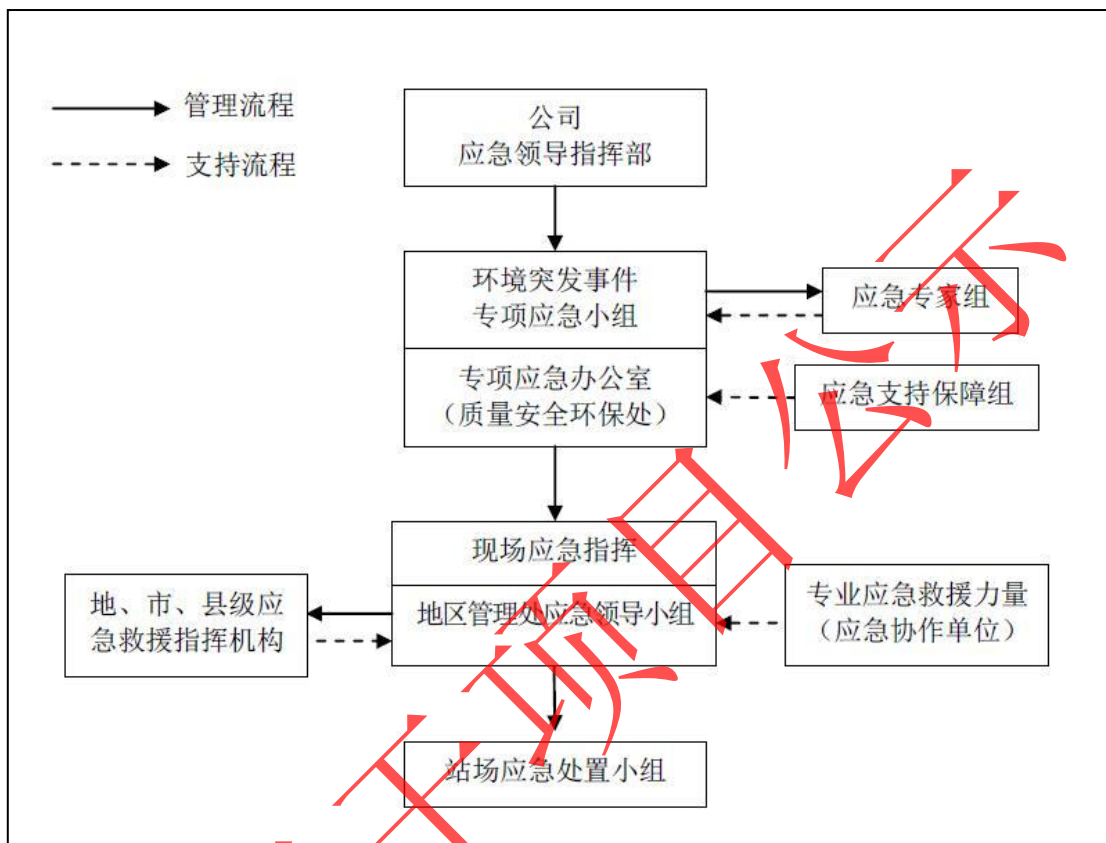 管理流程
支持流程
公司
应急领导指挥部
环境突发事件
专项应急小组
应急专家组
专项应急办公室
（质量安全环保处）
应急支持保障组
现场应急指挥
地区管理处应急领导小组
地、市、县级应
急救援指挥机构
专业应急救援力量
（应急协作单位）
站场应急处置小组
于项目公示